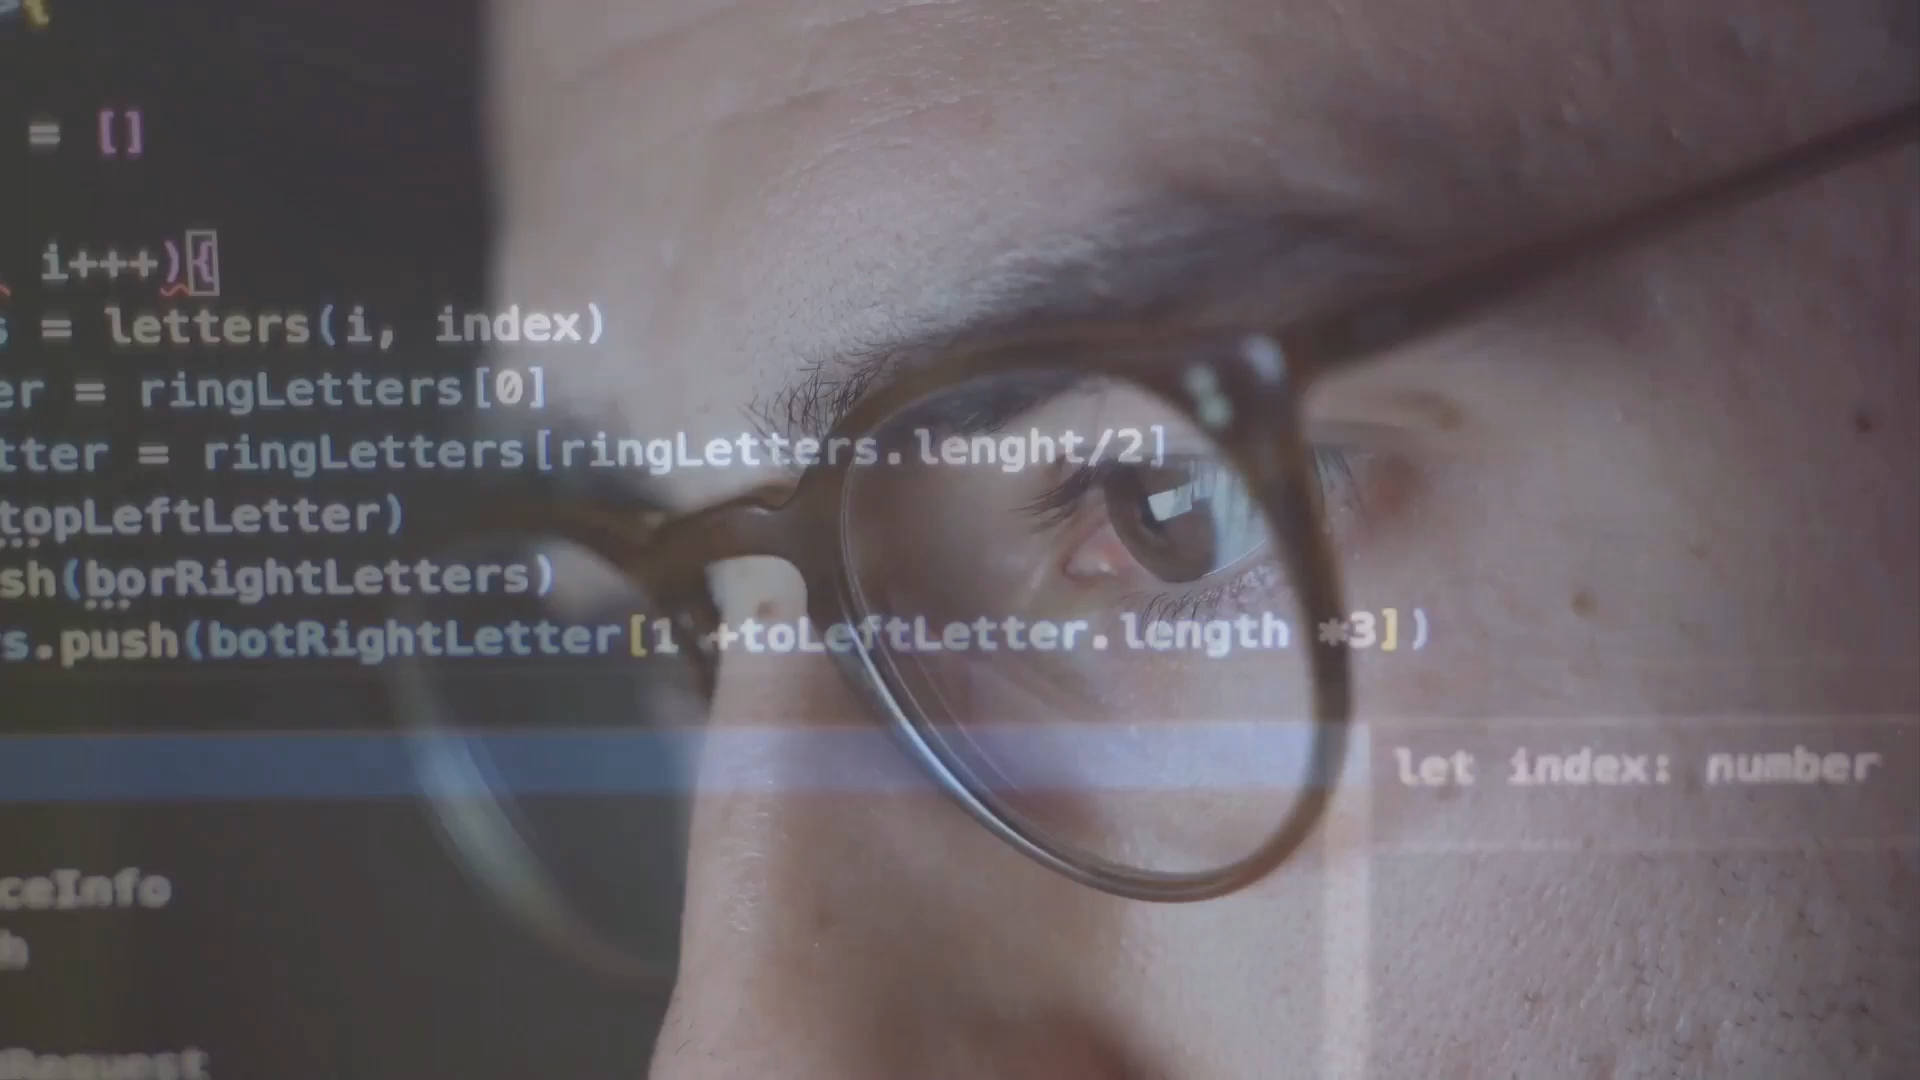 = []
i+++){
s = letters(i, index)
er = ringLetters[0]
tter = ringLetters[ringLetters.lenght/2]
topLeftLetter)
sh(borRightLetters)
s.push(botRightLetter[1 +toLeftLetter.length *3])
let index: number
ceInfo
h
Request